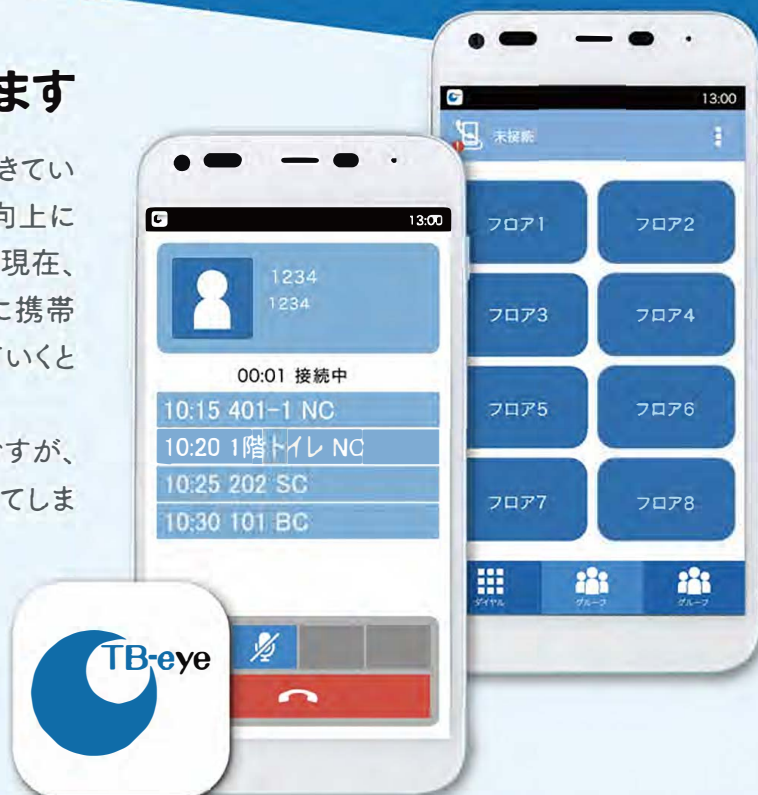 ます
きてい
向上に
現在、
に携帯
ていくと
ですが、
てしま
13:00
1234
1234
00:01 接続中
10:15 401-1 NC
10:20 1階トイレ NC
10:25 202 SC
10:30 101 BC
TB-eye
13:00
未接続
フロア1 フロア2
フロア3 フロア4
フロア5 フロア6
フロア7 フロア8
ダイヤル グループ グループ